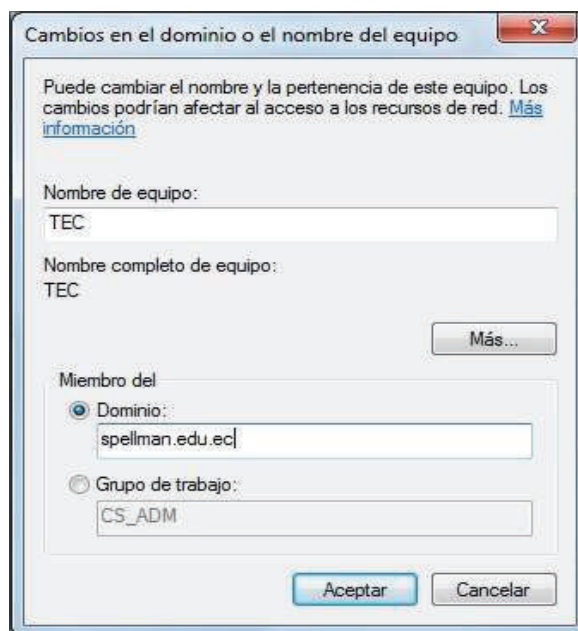 Cambios en el dominio o el nombre del equipo
Puede cambiar el nombre y la pertenencia de este equipo. Los
cambios podrían afectar al acceso a los recursos de red. Más
información
Nombre de equipo:
TEC
Nombre completo de equipo:
TEC
Más...
Miembro del
Dominio:
spellman.edu.ec
Grupo de trabajo:
CS_ADM
Aceptar
Cancelar